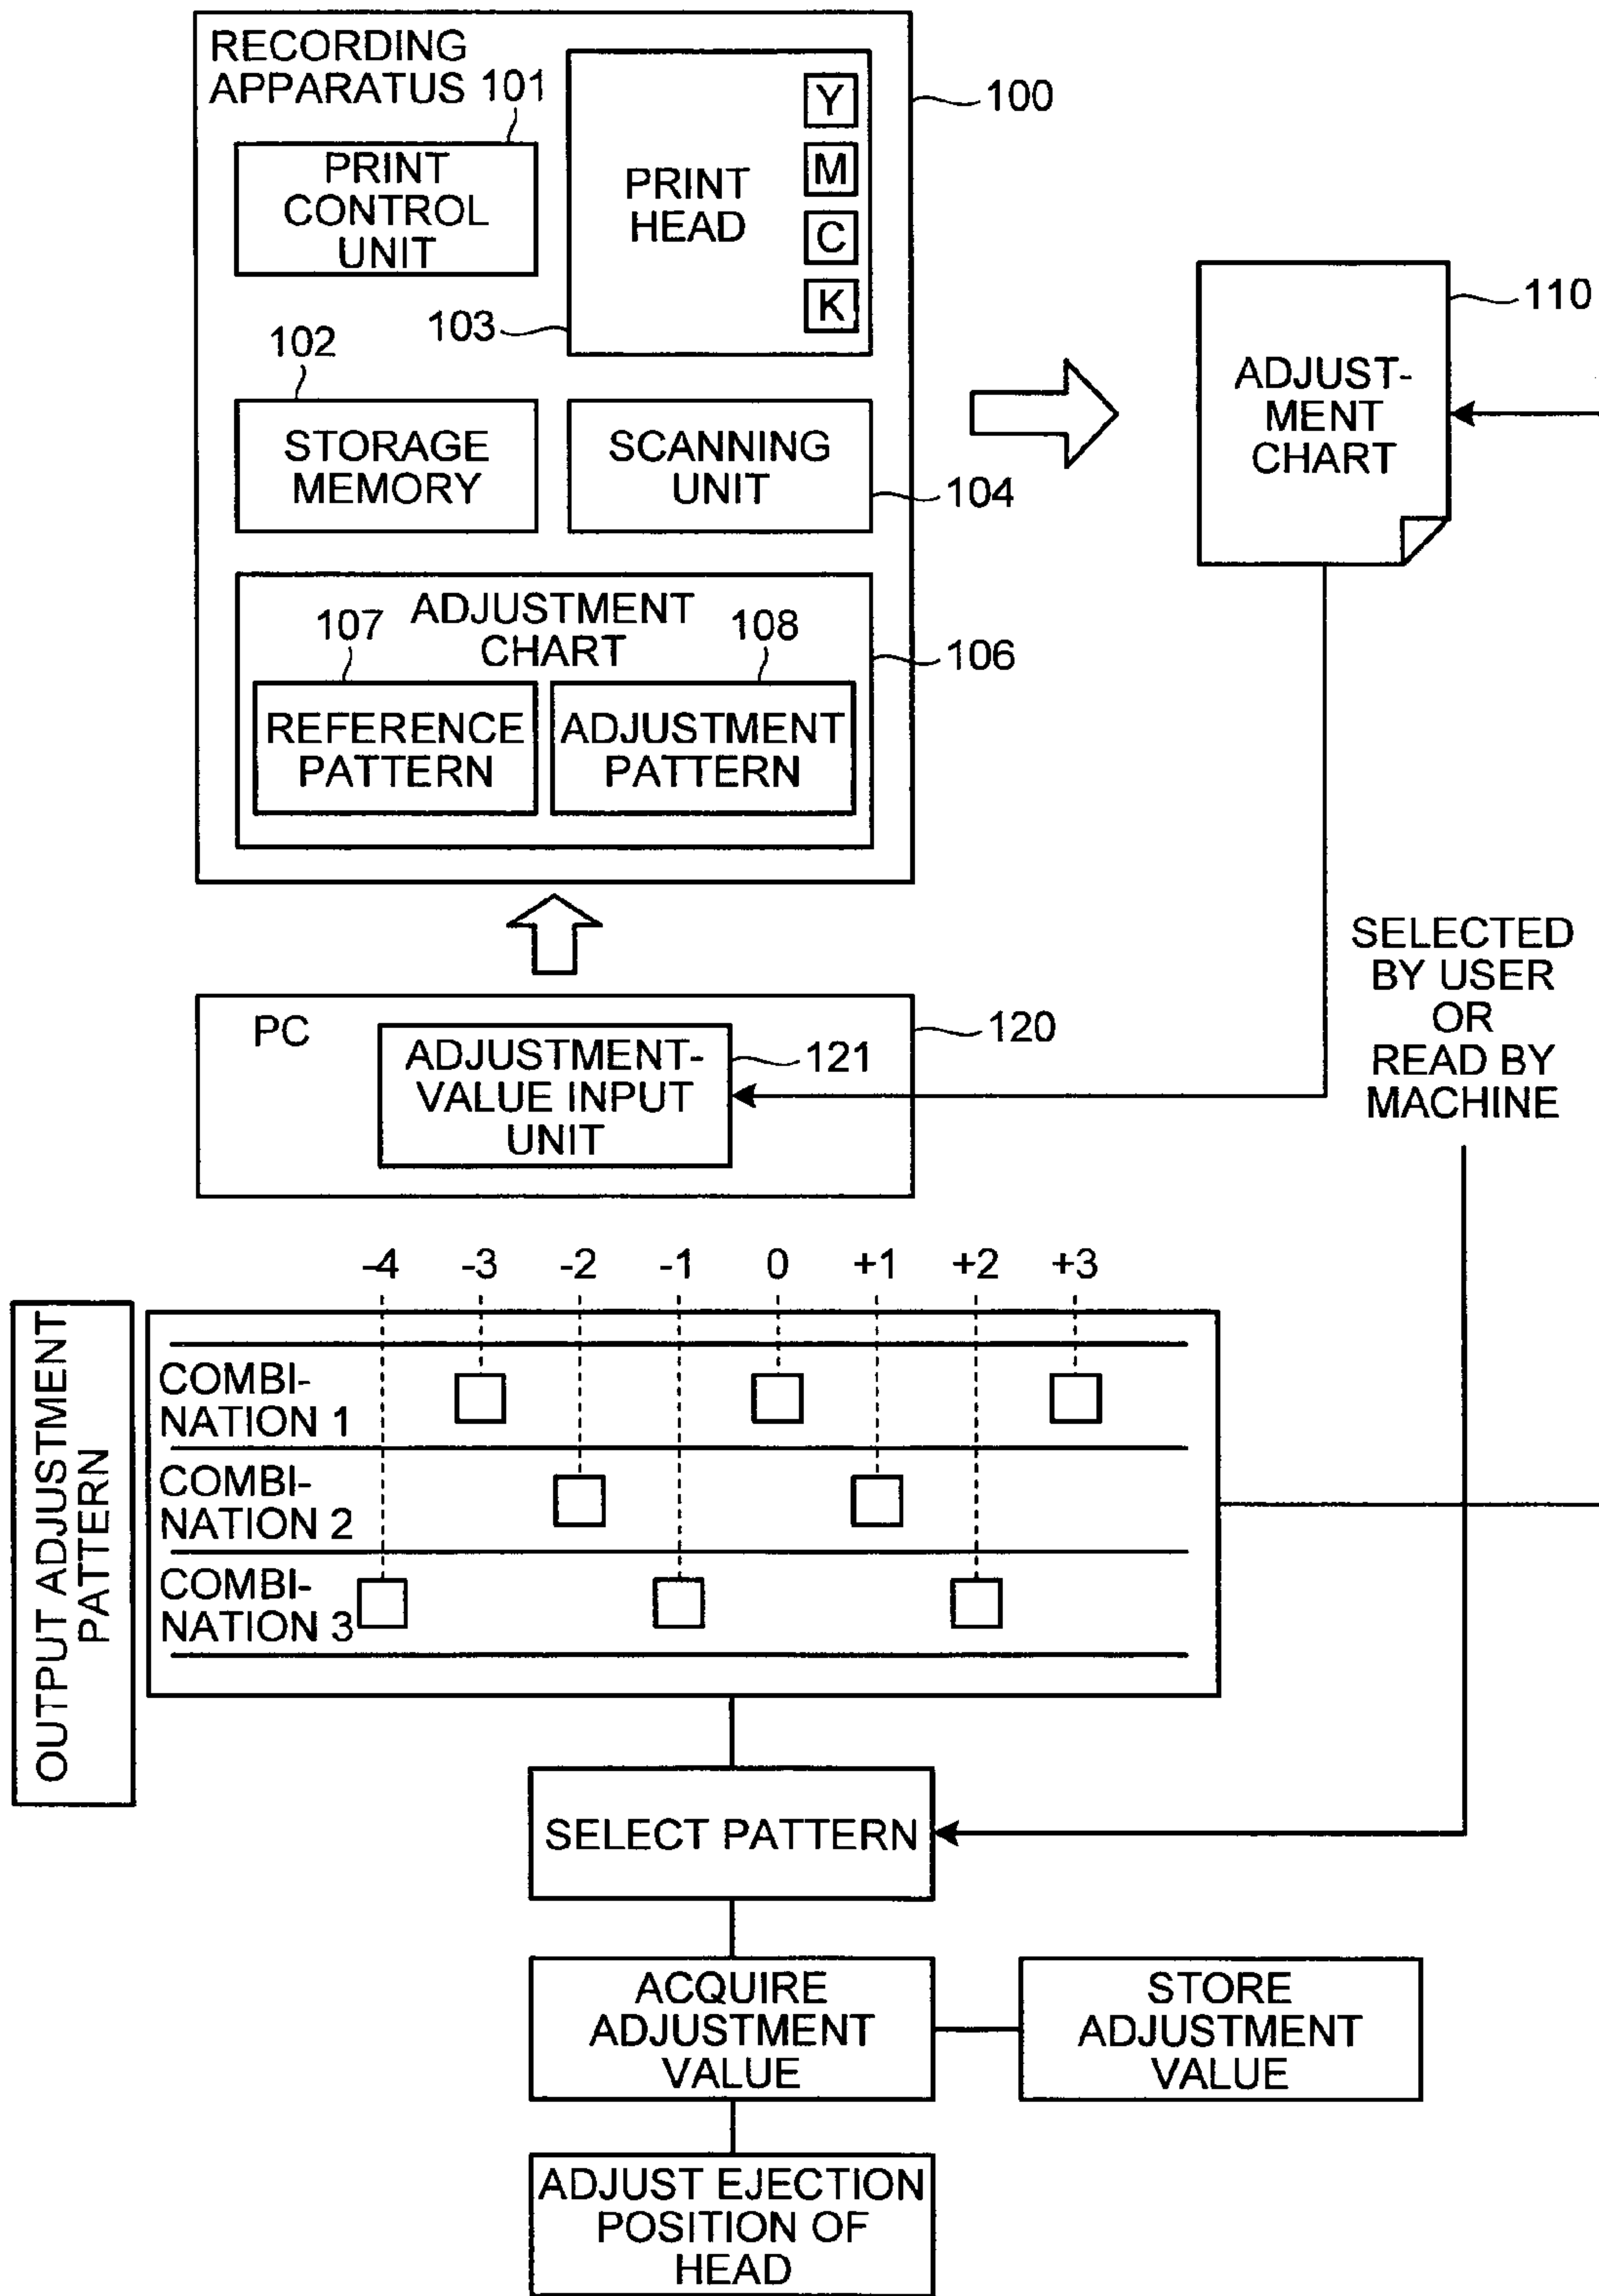 RECORDING
APPARATUS
101
PRINT
CONTROL
UNIT
PRINT
HEAD
Y
M
C
K
100
103
102
STORAGE
MEMORY
SCANNING
UNIT
104
ADJUSTMENT
CHART
107
108
106
REFERENCE
PATTERN
ADJUSTMENT
PATTERN
110
ADJUST-
MENT
CHART
SELECTED
BY USER
OR
READ BY
MACHINE
PC
120
ADJUSTMENT-
VALUE INPUT
UNIT
121
-4 -3 -2 -1 0 +1 +2 +3
OUTPUT ADJUSTMENT
PATTERN
COMBI-
NATION 1
COMBI-
NATION 2
COMBI-
NATION 3
SELECT PATTERN
ACQUIRE
ADJUSTMENT
VALUE
STORE
ADJUSTMENT
VALUE
ADJUST EJECTION
POSITION OF
HEAD